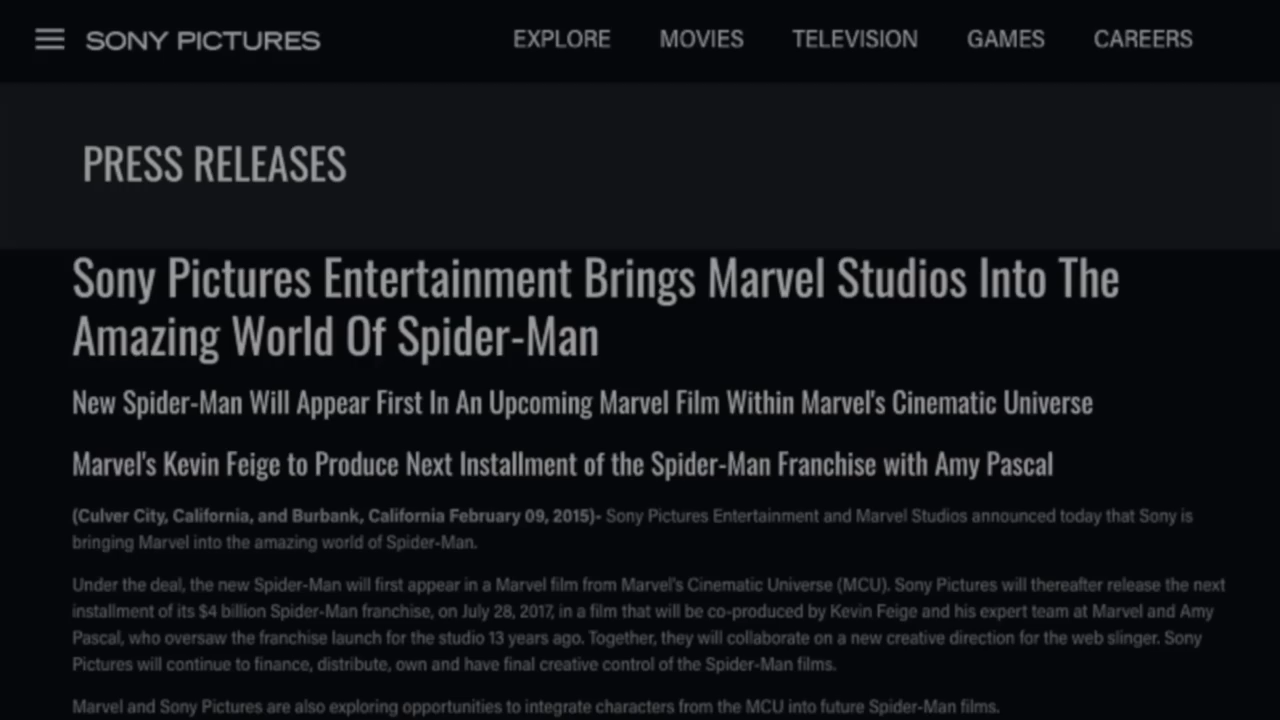 SONY PICTURES EXPLORE MOVIES TELEVISION GAMES CAREERS
PRESS RELEASES
Sony Pictures Entertainment Brings Marvel Studios Into The
Amazing World Of Spider-Man
New Spider-Man Will Appear First In An Upcoming Marvel Film Within Marvel's Cinematic Universe
Marvel's Kevin Feige to Produce Next Installment of the Spider-Man Franchise with Amy Pascal
(Culver City, California, and Burbank, California February 09, 2015)- Sony Pictures Entertainment and Marvel Studios announced today that Sony is
bringing Marvel into the amazing world of Spider-Man.
Under the deal, the new Spider-Man will first appear in a Marvel film from Marvel's Cinematic Universe (MCU). Sony Pictures will thereafter release the next
installment of its $4 billion Spider-Man franchise, on July 28, 2017, in a film that will be co-produced by Kevin Feige and his expert team at Marvel and Amy
Pascal, who oversaw the franchise launch for the studio 13 years ago. Together, they will collaborate on a new creative direction for the web slinger. Sony
Pictures will continue to finance, distribute, own and have final creative control of the Spider-Man films.
Marvel and Sony Pictures are also exploring opportunities to integrate characters from the MCU into future Spider-Man films.